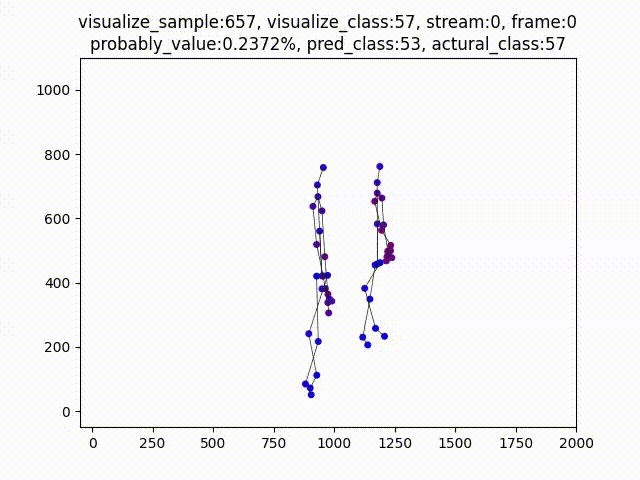 visualize_sample:657, visualize_class:57, stream:0, frame:0
probably_value:0.2372%, pred_class:53, actural_class:57
1000
800
600
400
200
0
0 250 500 750 1000 1250 1500 1750 2000